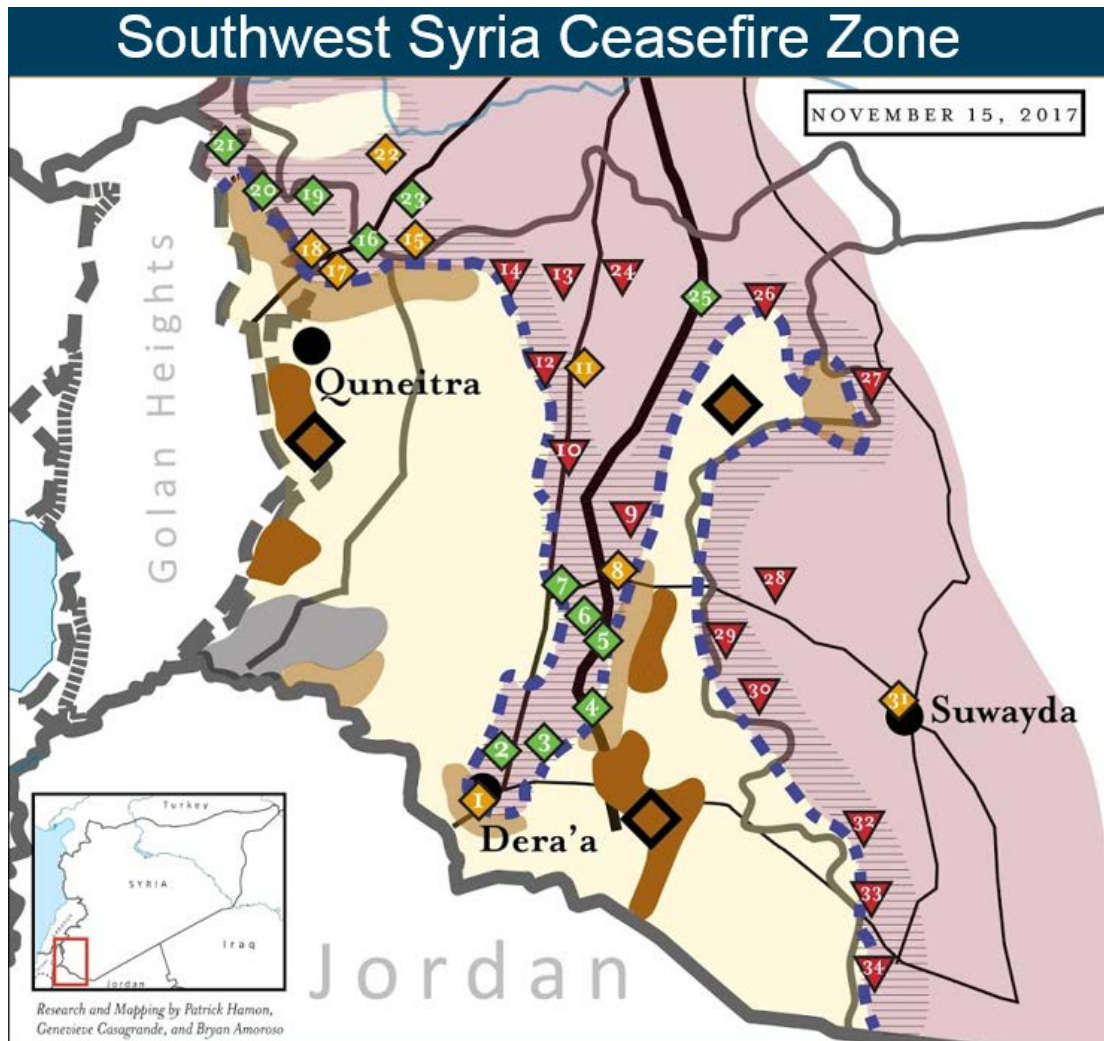 Southwest Syria Ceasefire Zone
NOVEMBER 15, 2017
21
22
20
19
23
18
16
15
17
14
13
24
25
26
Golan Heights
Quneitra
12
11
27
10
9
7
8
28
6
5
29
30
4
31
Suwayda
2
3
1
Dera'a
32
33
34
Turkey
SYRIA
Iraq
Jordan
Jordan
Research and Mapping by Patrick Hamon,
Genevieve Casagrande, and Bryan Amoroso